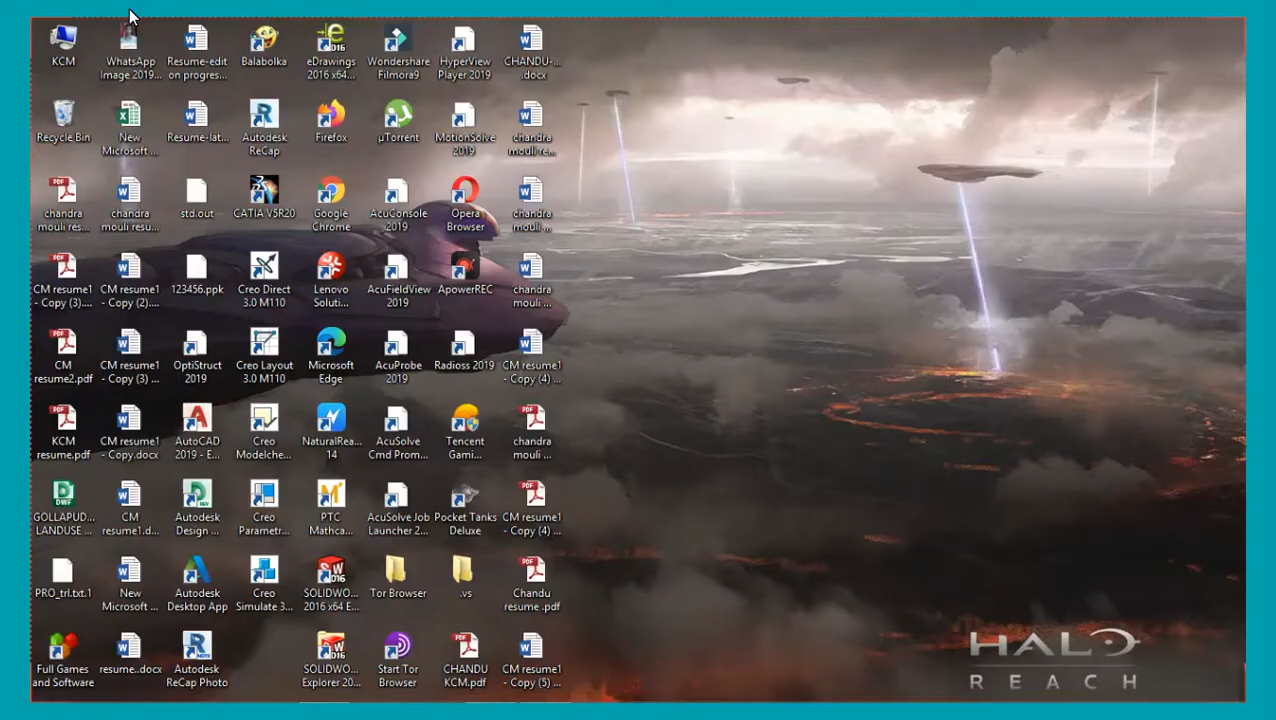 KCM
WhatsApp
Image 2019...
Resume-edit
on progres...
Balabolka
eDrawings
2016 x64...
Wondershare
Filmora9
HyperView
Player 2019
CHANDU-...
.docx
Recycle Bin
New
Microsoft ...
Resume-lat...
Autodesk
ReCap
Firefox
µTorrent
MotionSolve
2019
chandra
mouli re...
chandra
mouli res...
chandra
mouli resu...
std.out
CATIA V5R20
Google
Chrome
AcuConsole
2019
Opera
Browser
chandra
mouli...
CM resume1
- Copy (3)....
CM resume1
- Copy (2)....
123456.ppk
Creo Direct
3.0 M110
Lenovo
Soluti...
AcuFieldView
2019
ApowerREC
chandra
mouli ...
CM
resume2.pdf
CM resume1
- Copy (3) ...
OptiStruct
2019
Creo Layout
3.0 M110
Microsoft
Edge
AcuProbe
2019
Radioss 2019
CM resume1
- Copy (4) ...
KCM
resume.pdf
CM resume1
- Copy.docx
AutoCAD
2019 - E...
Creo
Modelche...
NaturalRea...
14
AcuSolve
Cmd Prom...
Tencent
Gami...
chandra
mouli ...
GOLLAPUD...
LANDUSE ...
CM
resume1.d...
Autodesk
Design ...
Creo
Parametr...
PTC
Mathca...
AcuSolve Job
Launcher 2...
Pocket Tanks
Deluxe
CM resume1
- Copy (4) ...
PRO_trl.txt.1
New
Microsoft ...
Autodesk
Desktop App
Creo
Simulate 3...
SOLIDWO...
2016 x64 E...
Tor Browser
.vs
Chandu
resume .pdf
Full Games
and Software
resume..docx
Autodesk
ReCap Photo
SOLIDWO...
Explorer 20...
Start Tor
Browser
CHANDU
KCM.pdf
CM resume1
- Copy (5) ...
HALO
REACH